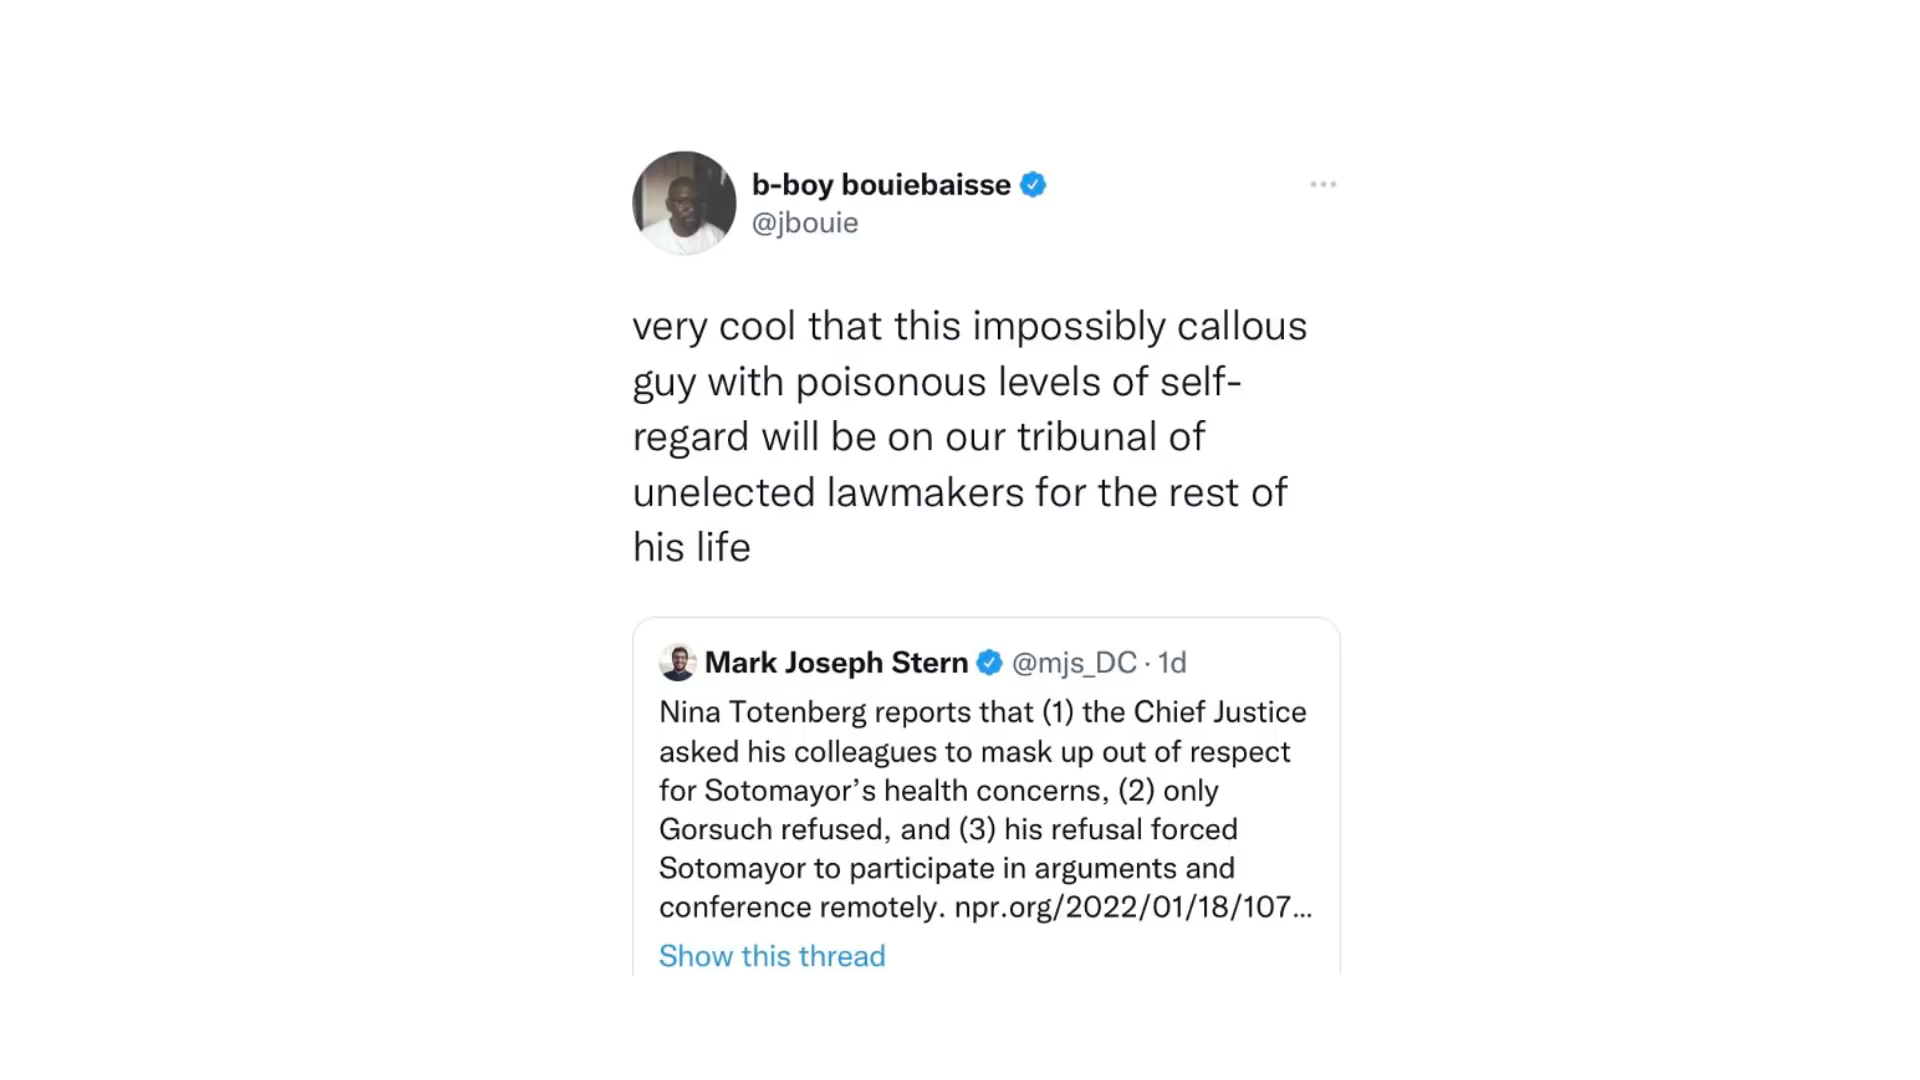 b-boy bouiebaisse
@jbouie
very cool that this impossibly callous
guy with poisonous levels of self-
regard will be on our tribunal of
unelected lawmakers for the rest of
his life
Mark Joseph Stern @mjs_DC · 1d
Nina Totenberg reports that (1) the Chief Justice
asked his colleagues to mask up out of respect
for Sotomayor’s health concerns, (2) only
Gorsuch refused, and (3) his refusal forced
Sotomayor to participate in arguments and
conference remotely. npr.org/2022/01/18/107...
Show this thread